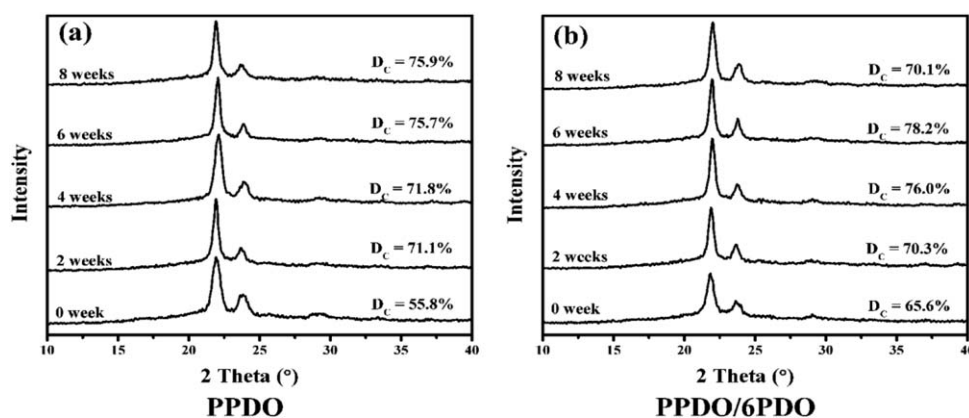 (a)
8 weeks
D_C = 75.9%
6 weeks
D_C = 75.7%
4 weeks
D_C = 71.8%
2 weeks
D_C = 71.1%
0 week
D_C = 55.8%
Intensity
10 15 20 25 30 35 40
2 Theta (°)
PPDO
(b)
8 weeks
D_C = 70.1%
6 weeks
D_C = 78.2%
4 weeks
D_C = 76.0%
2 weeks
D_C = 70.3%
0 week
D_C = 65.6%
Intensity
10 15 20 25 30 35 40
2 Theta (°)
PPDO/6PDO